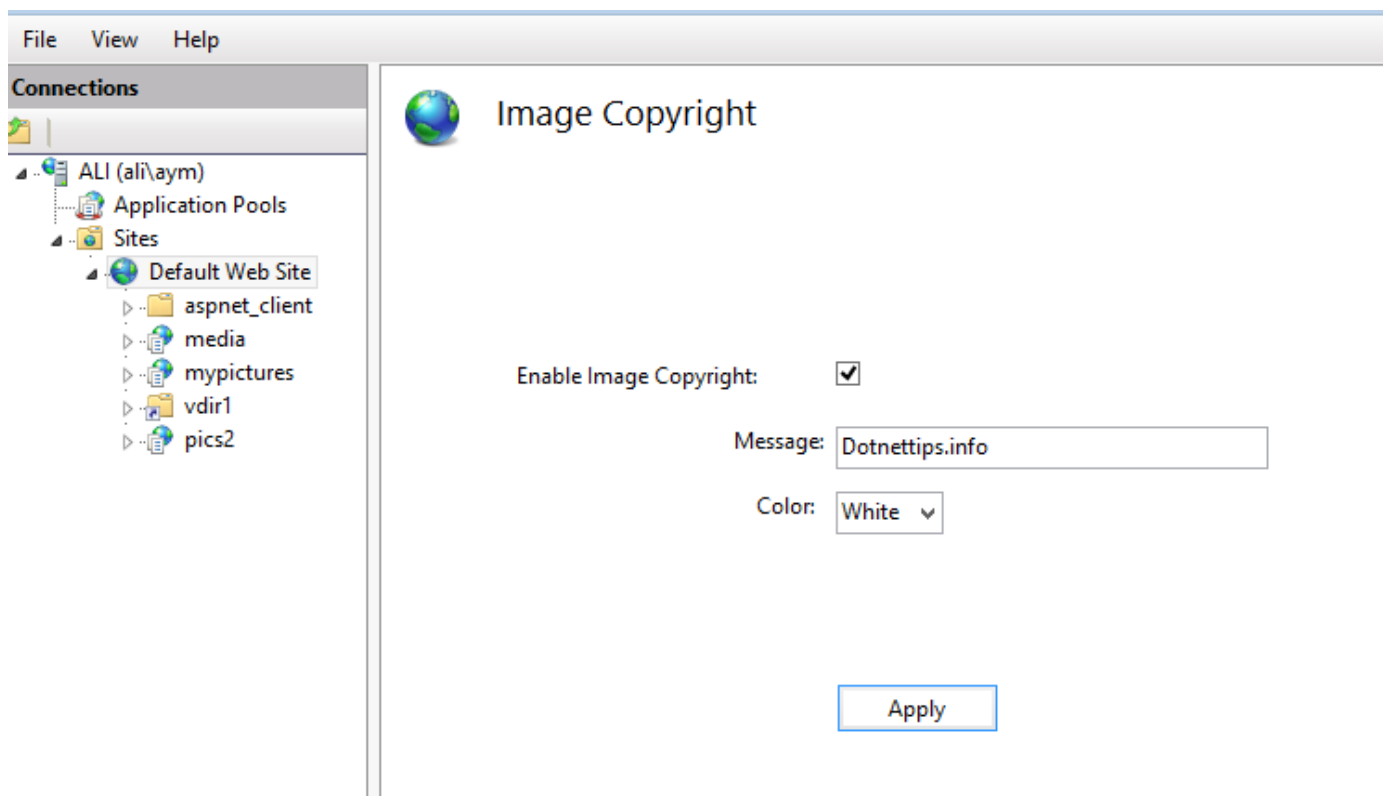 File View Help
Connections
ALI (ali\aym)
Application Pools
Sites
Default Web Site
aspnet_client
media
mypictures
vdir1
pics2
Image Copyright
Enable Image Copyright:
Message: Dotnettips.info
Color: White
Apply